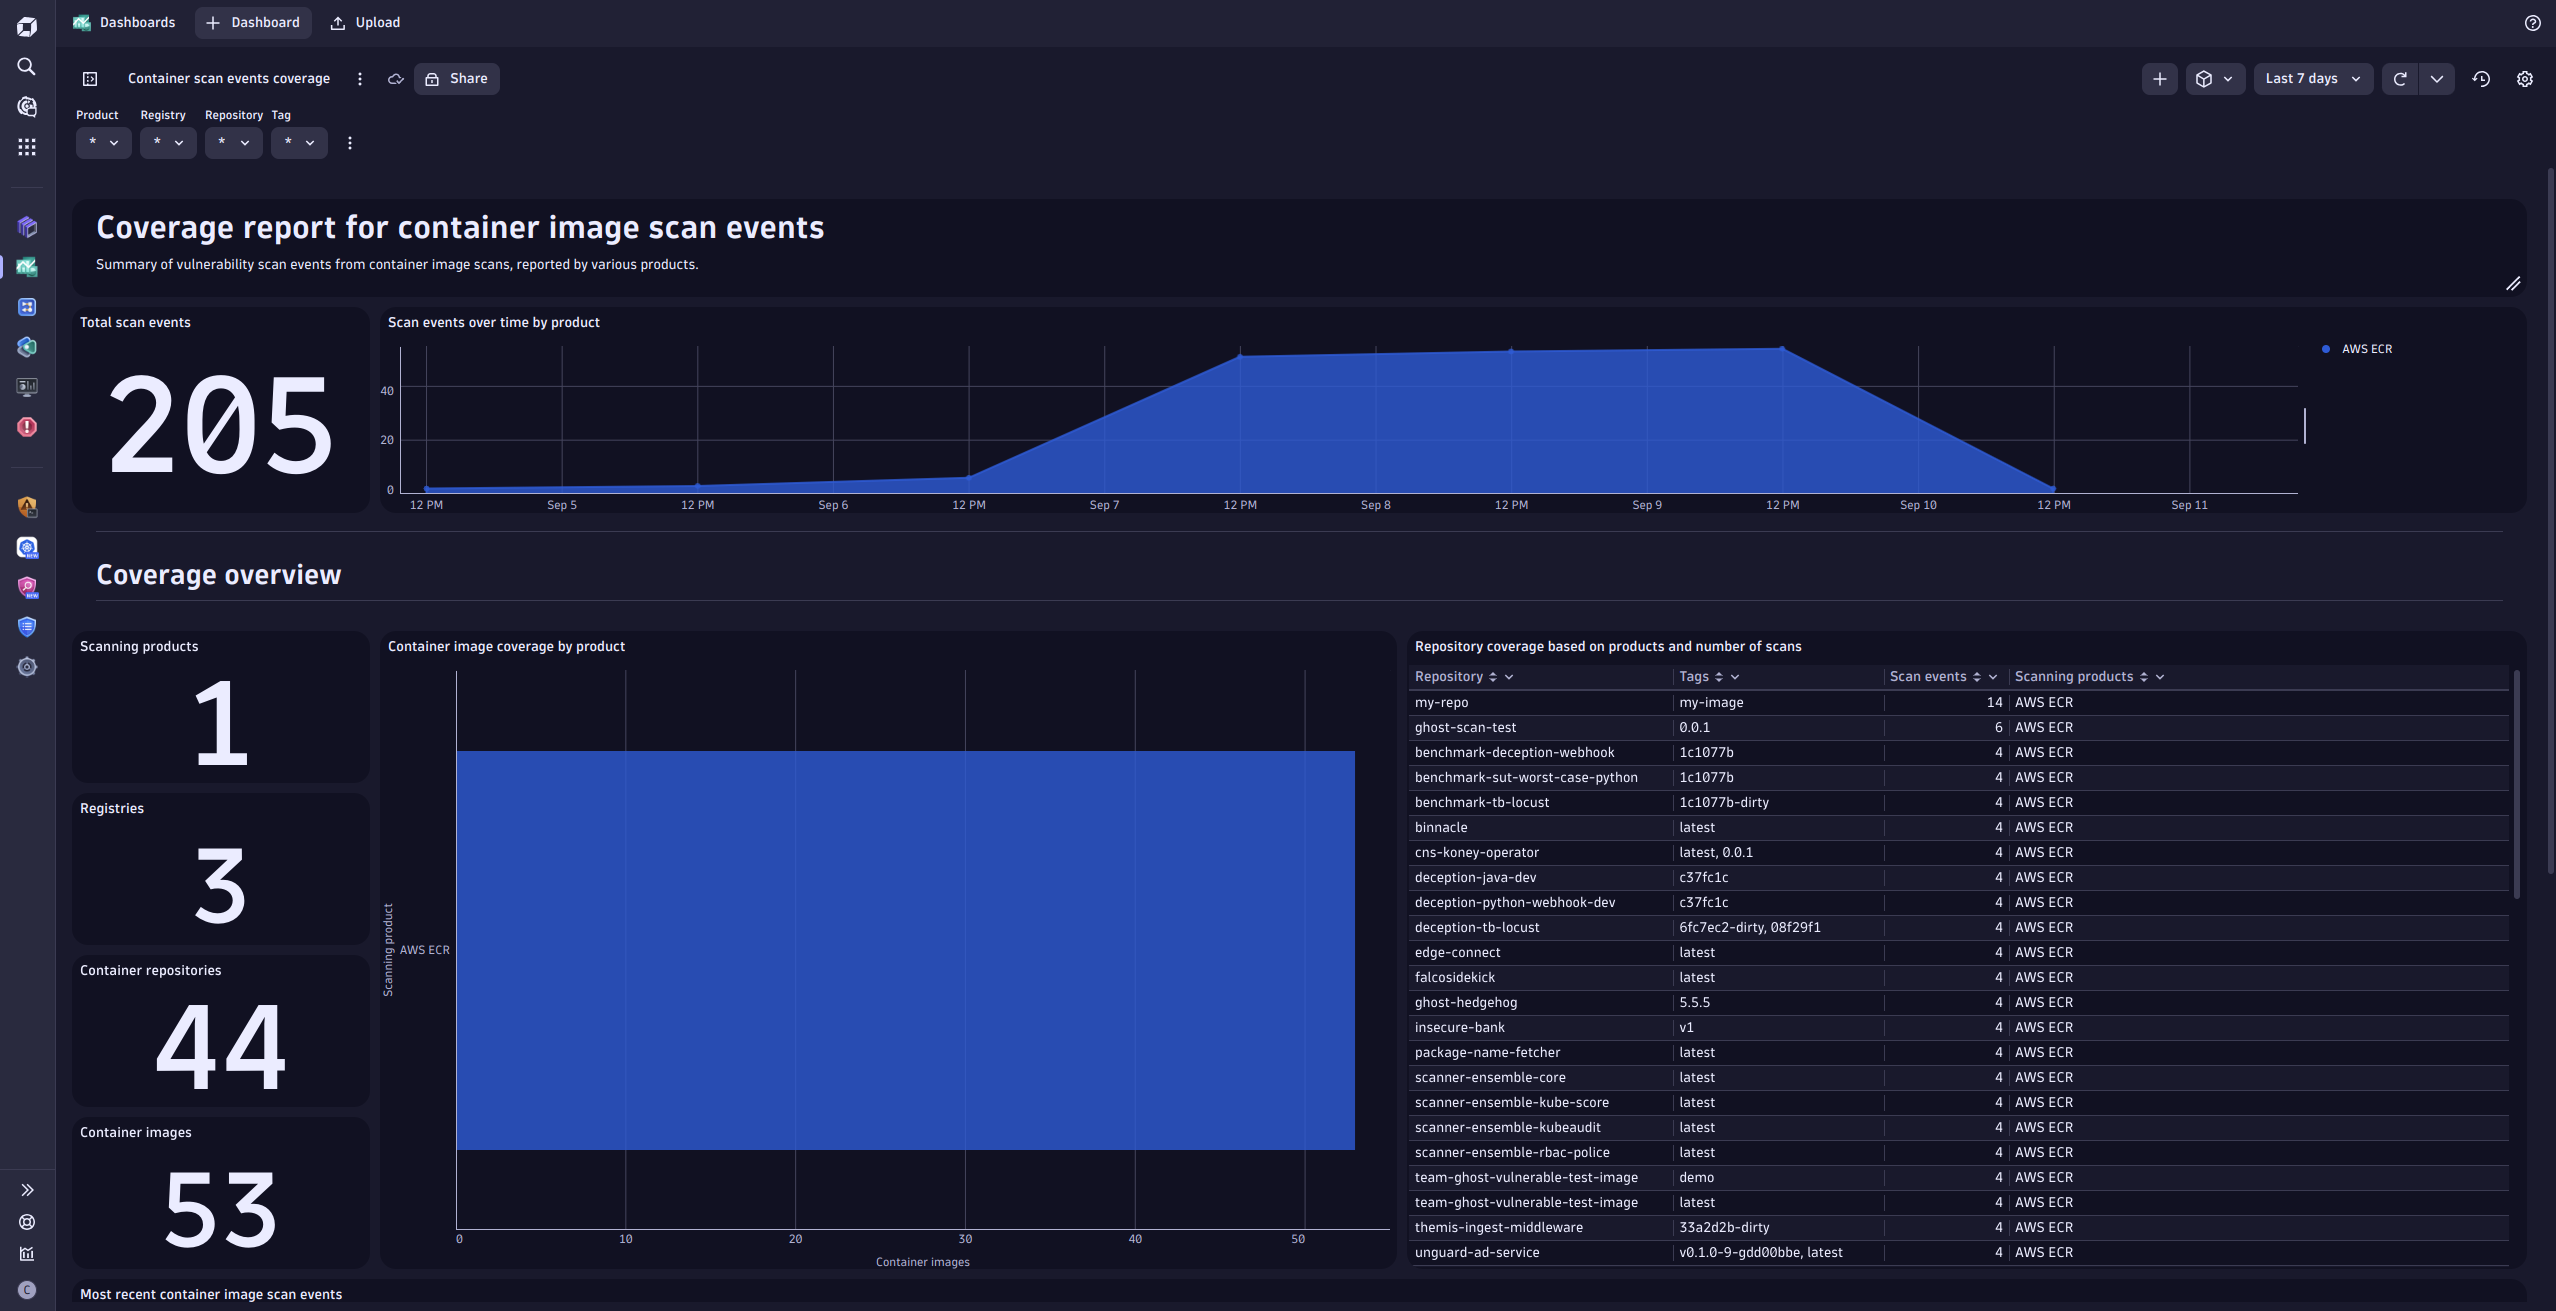 Dashboards
Dashboard
Upload
Container scan events coverage
Share
Last 7 days
Product Registry Repository Tag
* * * *
Coverage report for container image scan events
Summary of vulnerability scan events from container image scans, reported by various products.
Total scan events
205
Scan events over time by product
40
20
0
12 PM Sep 5 12 PM Sep 6 12 PM Sep 7 12 PM Sep 8 12 PM Sep 9 12 PM Sep 10 12 PM Sep 11
AWS ECR
Coverage overview
Scanning products
1
Registries
3
Container repositories
44
Container images
53
Container image coverage by product
Scanning product
AWS ECR
0 10 20 30 40 50
Container images
Repository coverage based on products and number of scans
Repository Tags Scan events Scanning products
my-repo my-image 14 AWS ECR
ghost-scan-test 0.0.1 6 AWS ECR
benchmark-deception-webhook 1c1077b 4 AWS ECR
benchmark-sut-worst-case-python 1c1077b 4 AWS ECR
benchmark-tb-locust 1c1077b-dirty 4 AWS ECR
binnacle latest 4 AWS ECR
cns-koney-operator latest, 0.0.1 4 AWS ECR
deception-java-dev c37fc1c 4 AWS ECR
deception-python-webhook-dev c37fc1c 4 AWS ECR
deception-tb-locust 6fc7ec2-dirty, 08f29f1 4 AWS ECR
edge-connect latest 4 AWS ECR
falcosidekick latest 4 AWS ECR
ghost-hedgehog 5.5.5 4 AWS ECR
insecure-bank v1 4 AWS ECR
package-name-fetcher latest 4 AWS ECR
scanner-ensemble-core latest 4 AWS ECR
scanner-ensemble-kube-score latest 4 AWS ECR
scanner-ensemble-kubeaudit latest 4 AWS ECR
scanner-ensemble-rbac-police latest 4 AWS ECR
team-ghost-vulnerable-test-image demo 4 AWS ECR
team-ghost-vulnerable-test-image latest 4 AWS ECR
themis-ingest-middleware 33a2d2b-dirty 4 AWS ECR
unguard-ad-service v0.1.0-9-gdd00bbe, latest 4 AWS ECR
Most recent container image scan events
NEW
NEW
C